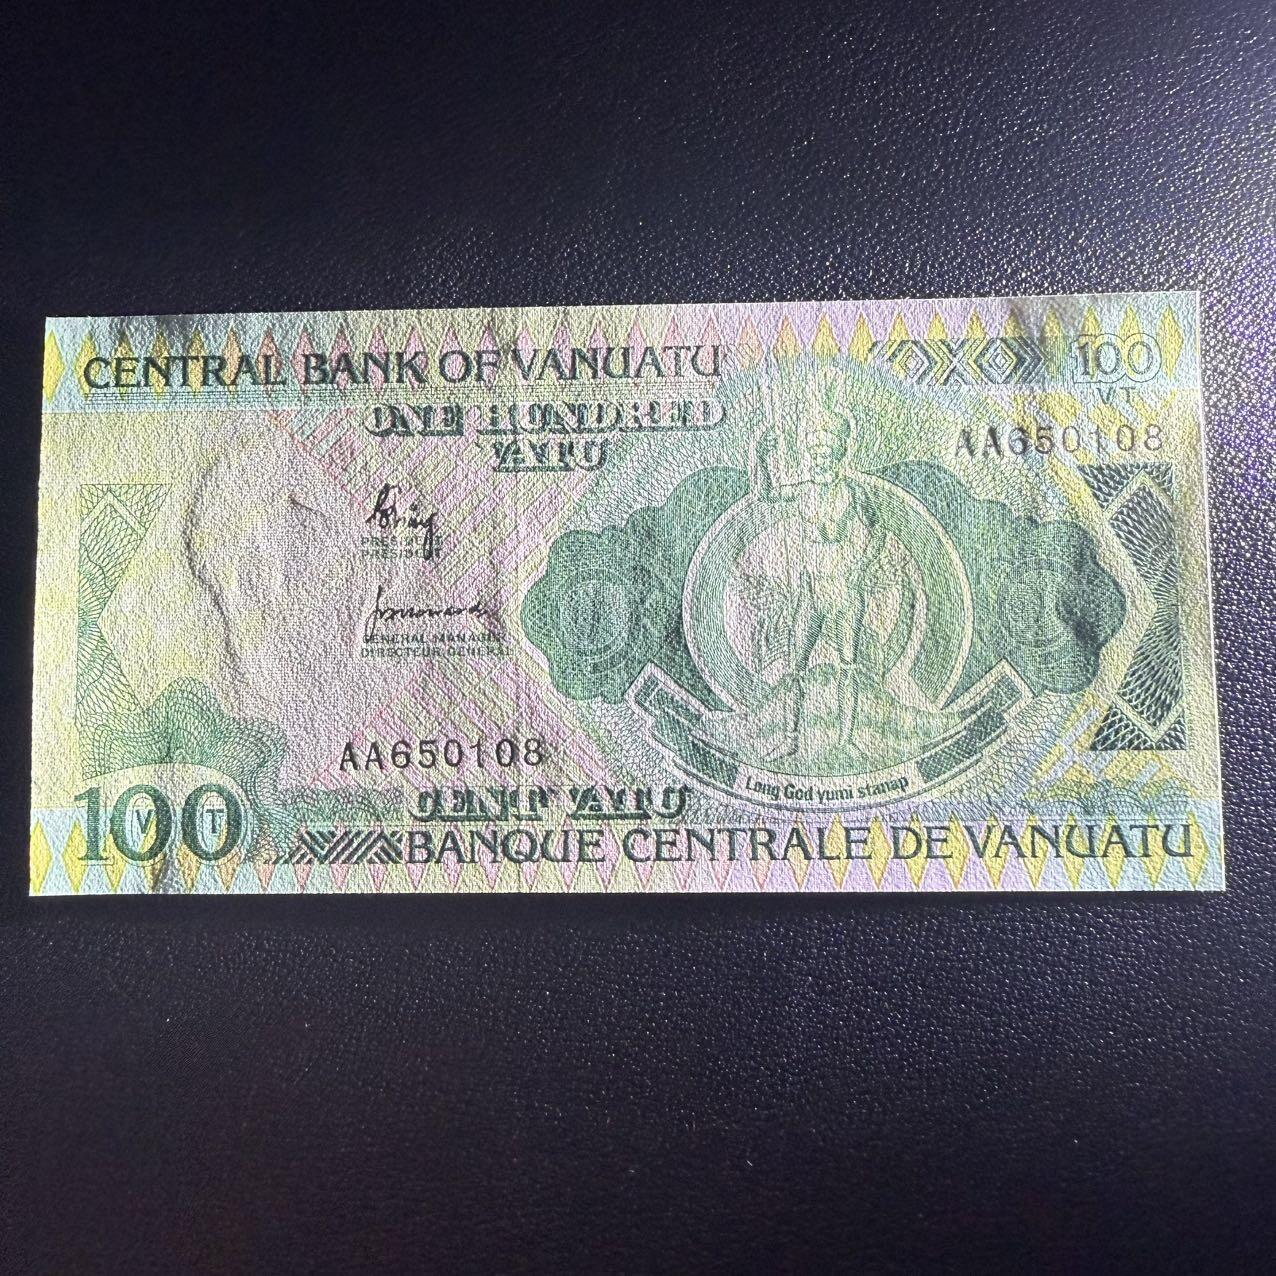 CENTRAL BANK OF VANUATU
100
VT
ONE HUNDRED
VATU
AA650108
PRESIDENT
PRESIDENT
GENERAL MANAGER
DIRECTEUR GENERAL
AA650108
Long God yumi stanap
CENT VATU
100
V T
BANQUE CENTRALE DE VANUATU